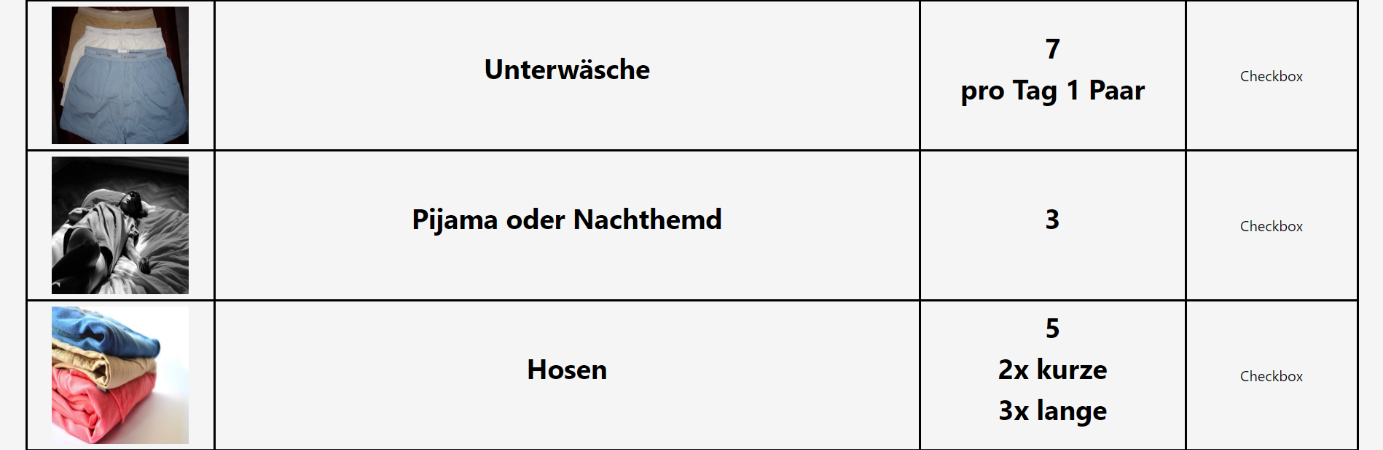 Unterwäsche
7
pro Tag 1 Paar
Checkbox
Pijama oder Nachthemd
3
Checkbox
Hosen
5
2x kurze
3x lange
Checkbox